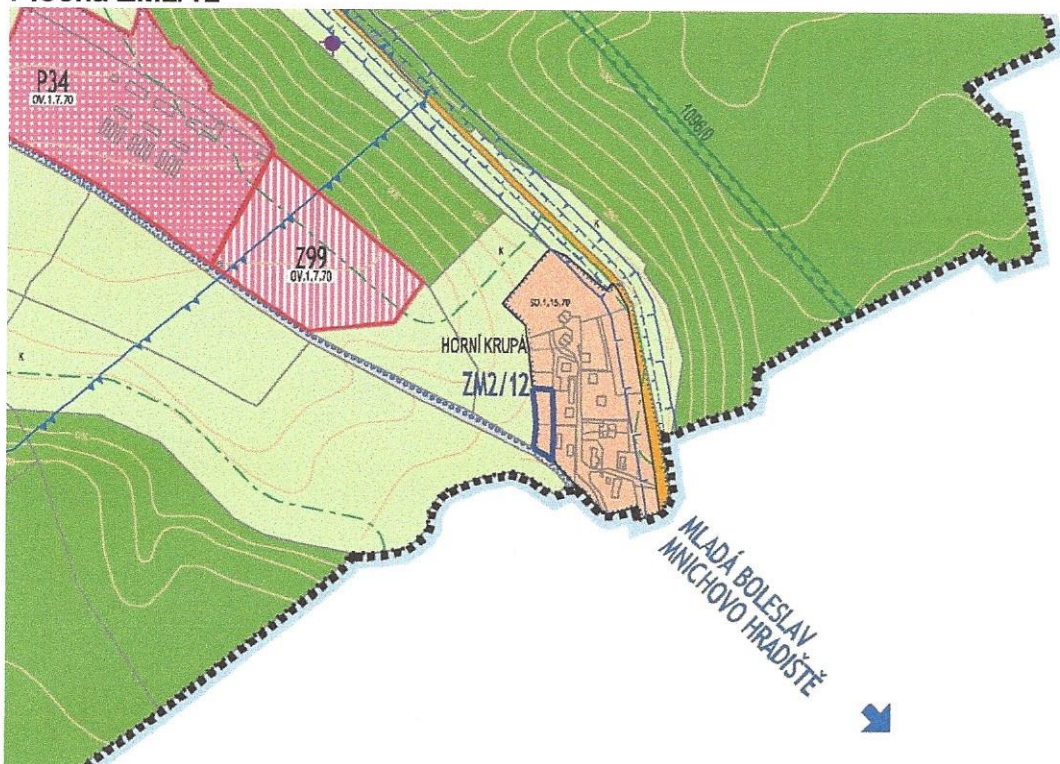 P34
OV.1.7.70
1096/0
Z99
OV.1.7.70
K
K
K
SO.1.15.70
HORNÍ KRUPÁ
ZM2/12
MLADÁ BOLESLAV
MNICHOVO HRADIŠTĚ